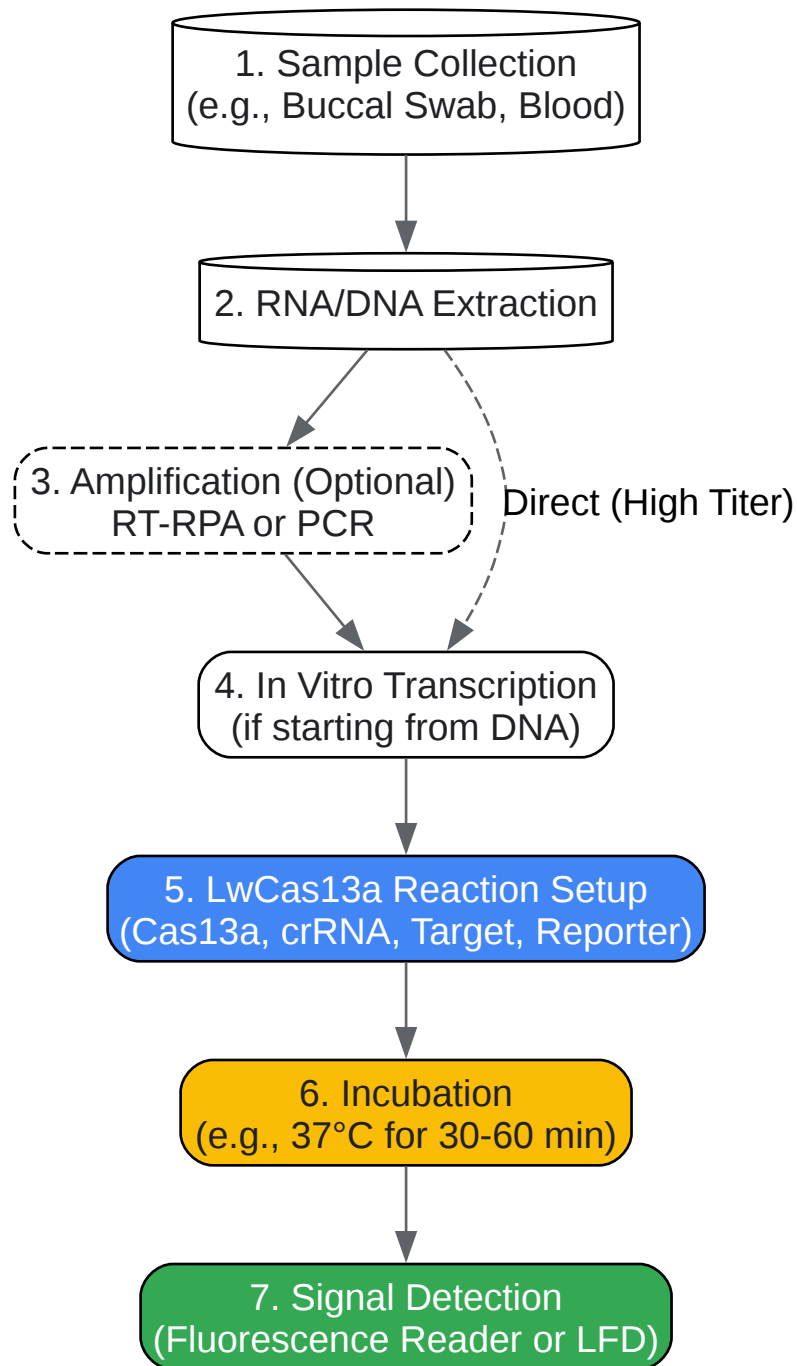 1. Sample Collection
(e.g., Buccal Swab, Blood)
2. RNA/DNA Extraction
3. Amplification (Optional)
RT-RPA or PCR
Direct (High Titer)
4. In Vitro Transcription
(if starting from DNA)
5. LwCas13a Reaction Setup
(Cas13a, crRNA, Target, Reporter)
6. Incubation
(e.g., 37°C for 30-60 min)
7. Signal Detection
(Fluorescence Reader or LFD)